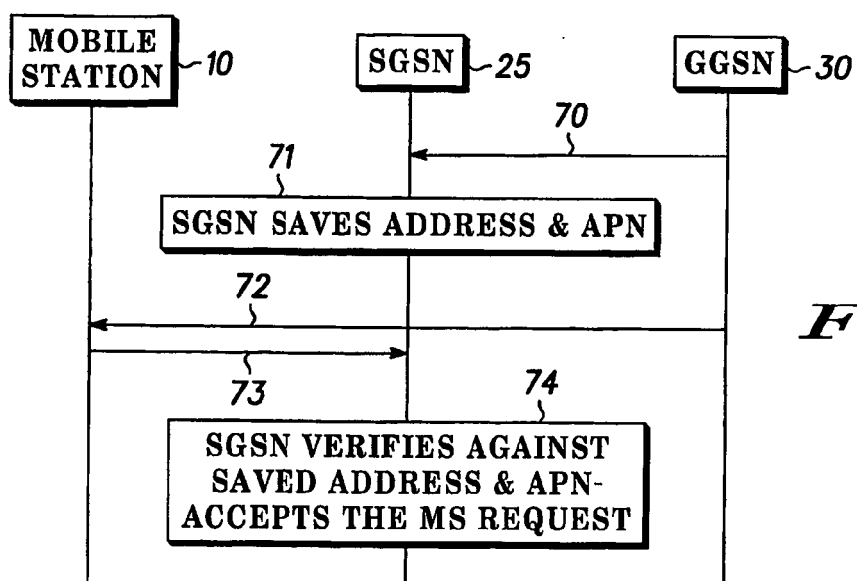 MOBILE
STATION
10
SGSN
25
GGSN
30
70
71
SGSN SAVES ADDRESS & APN
72
73
F
74
SGSN VERIFIES AGAINST
SAVED ADDRESS & APN-
ACCEPTS THE MS REQUEST